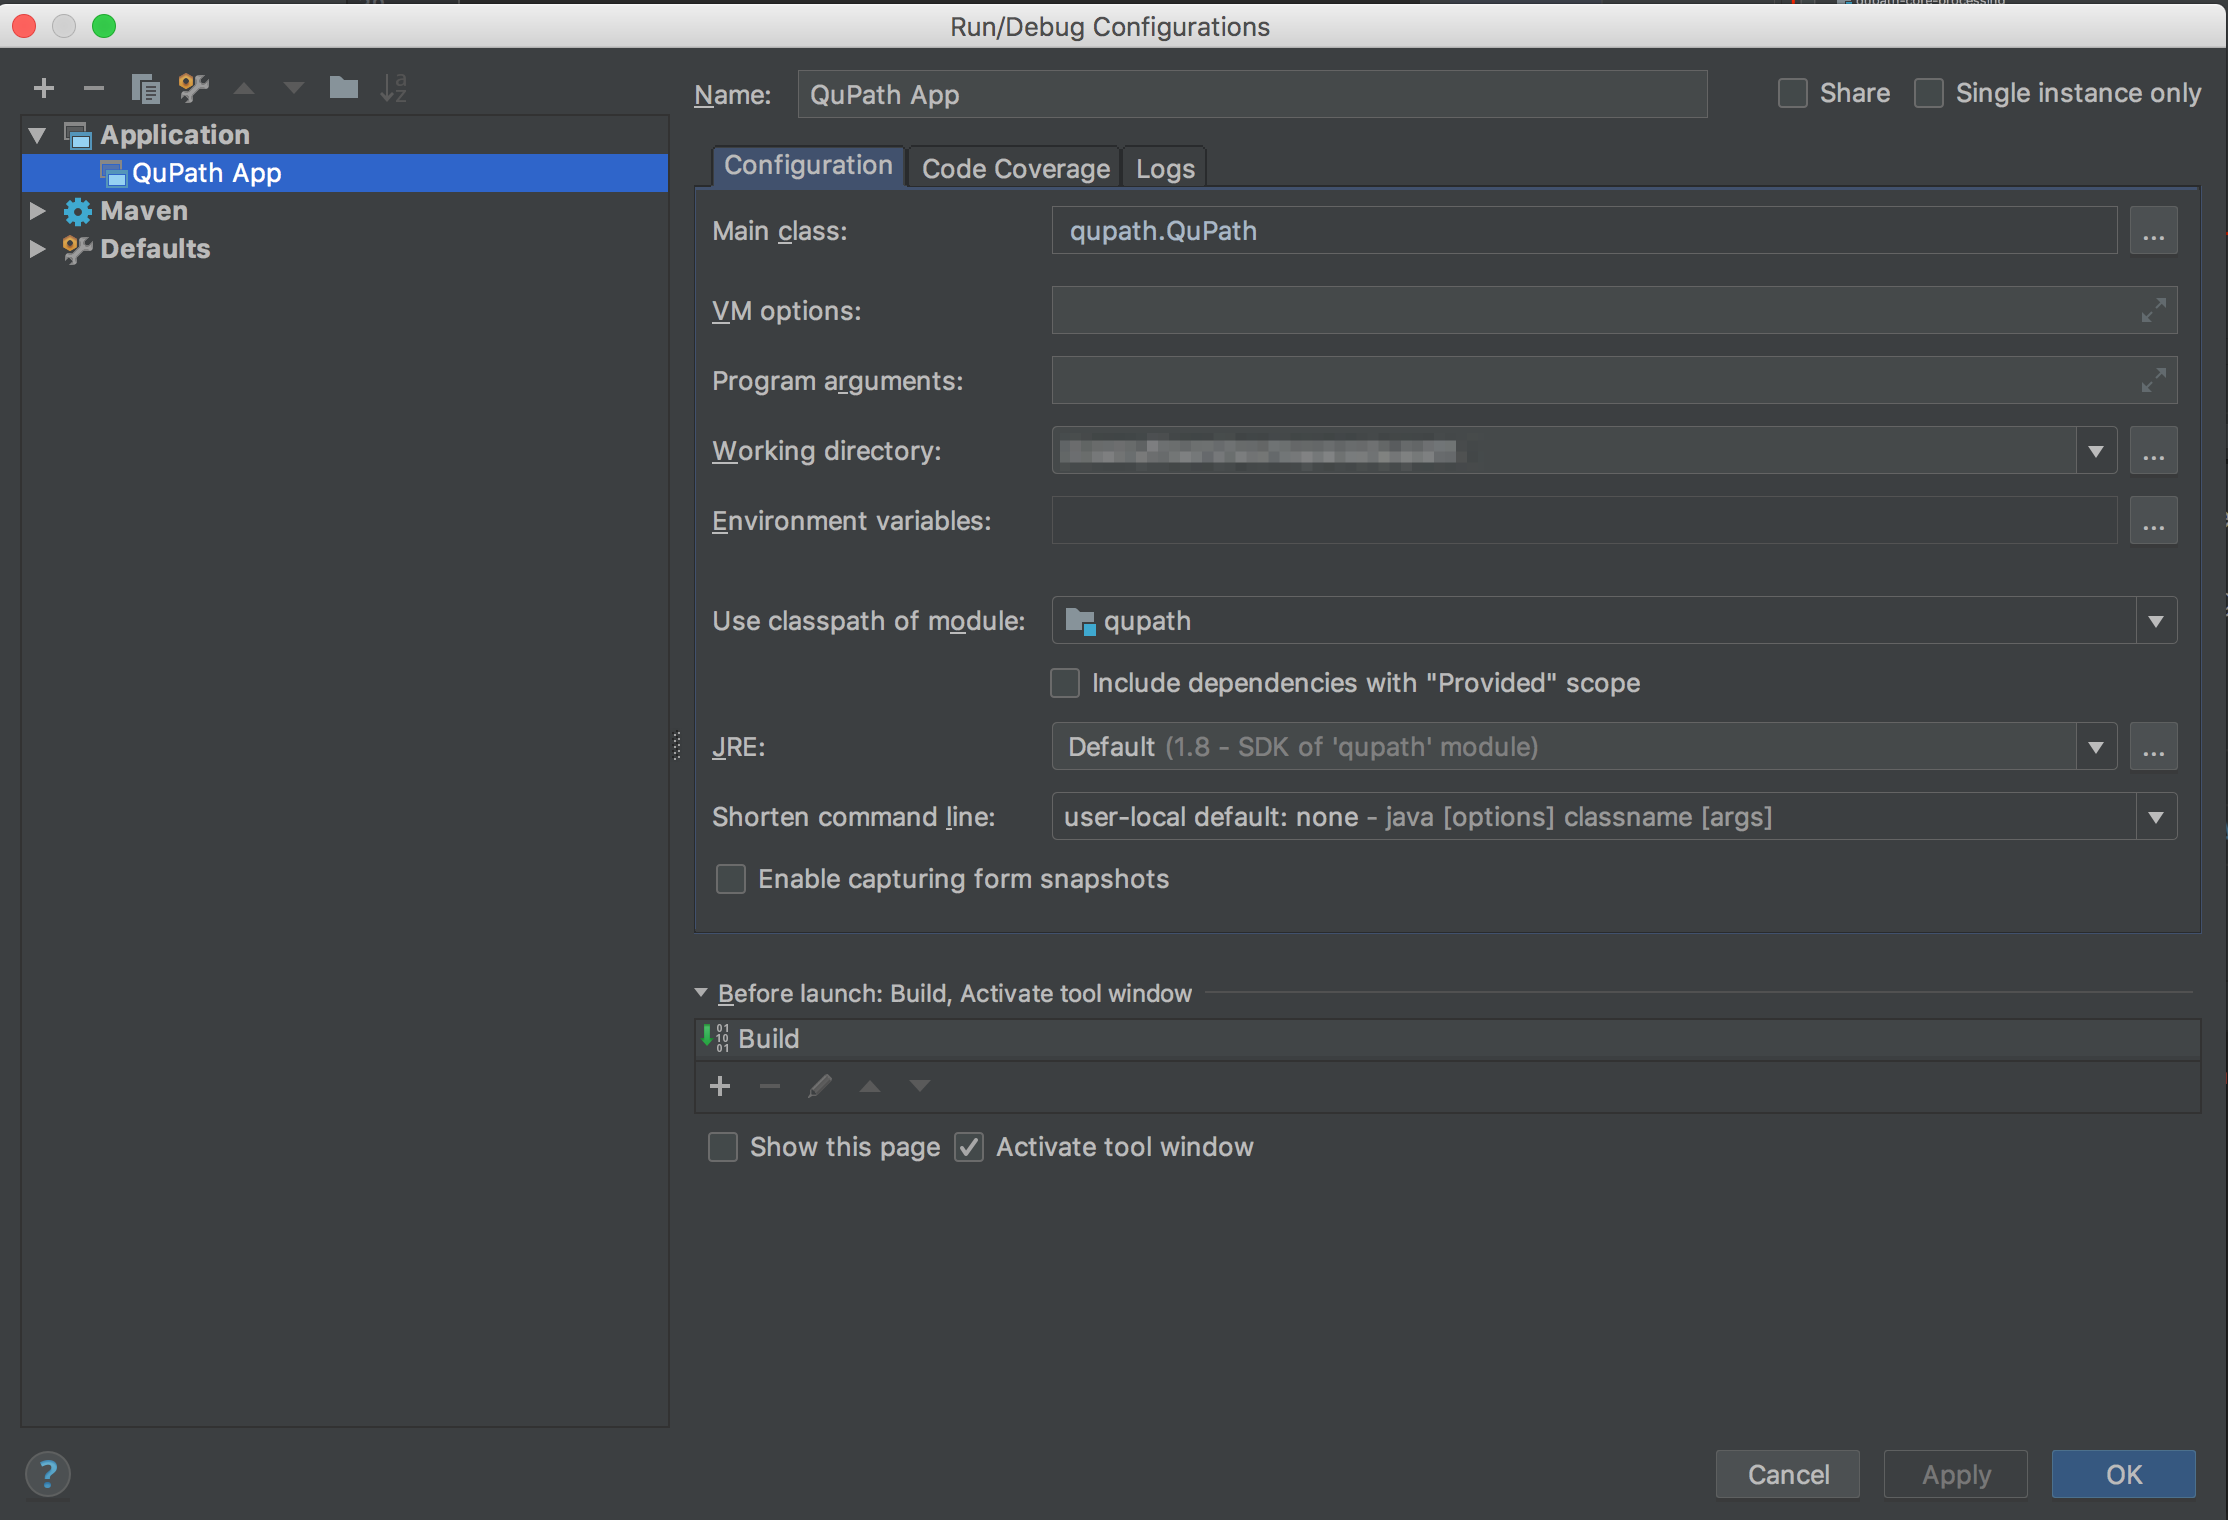 Run/Debug Configurations
Name: QuPath App Share Single instance only
Application
QuPath App
Maven
Defaults
Configuration Code Coverage Logs
Main class: qupath.QuPath ...
VM options:
Program arguments:
Working directory: ...
Environment variables: ...
Use classpath of module: qupath
Include dependencies with "Provided" scope
JRE: Default (1.8 - SDK of 'qupath' module) ...
Shorten command line: user-local default: none - java [options] classname [args]
Enable capturing form snapshots
Before launch: Build, Activate tool window
Build
Show this page Activate tool window
? Cancel Apply OK